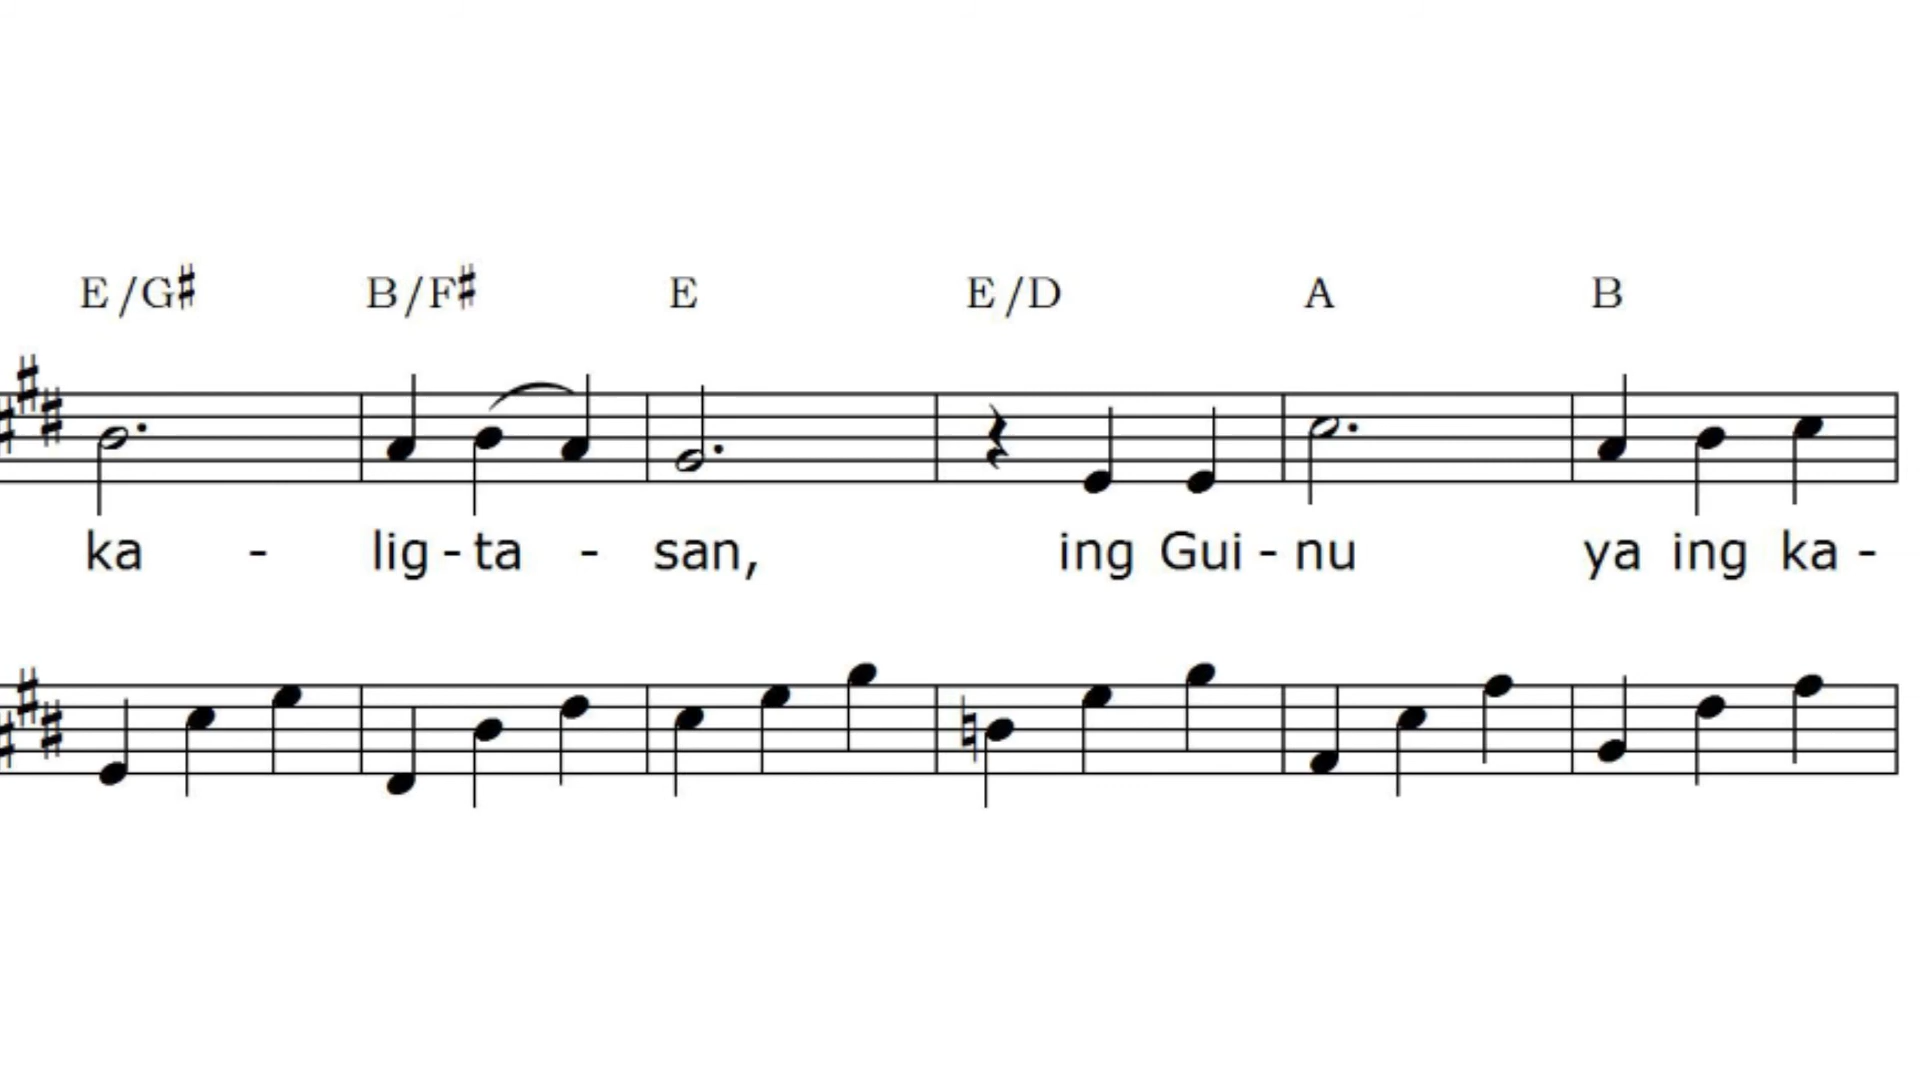 E/G♯ B/F♯ E E/D A B
ka - lig - ta - san, ing Gui - nu ya ing ka -